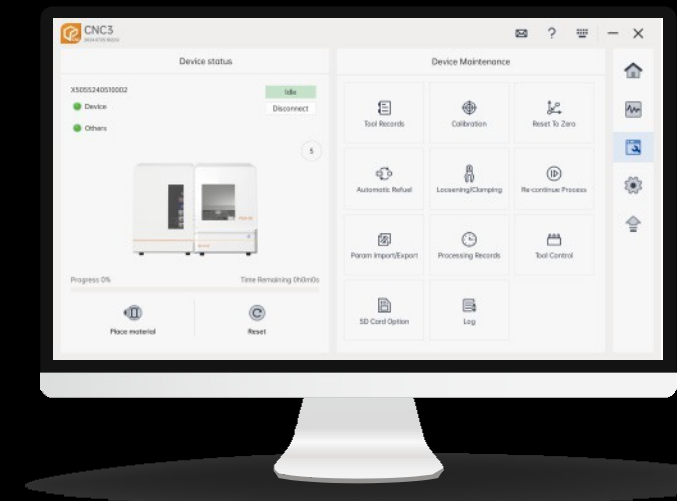 CNC3
?
Device status
Device Maintenance
X5D5S240510002
Idle
Device
Disconnect
Others
5
Tool Records
Calibration
Reset To Zero
Automatic Refuel
Loosening/Clamping
Re-continue Process
Param Import/Export
Processing Records
Tool Control
SD Card Option
Log
Progress 0%
Time Remaining 0h0m0s
Place material
Reset